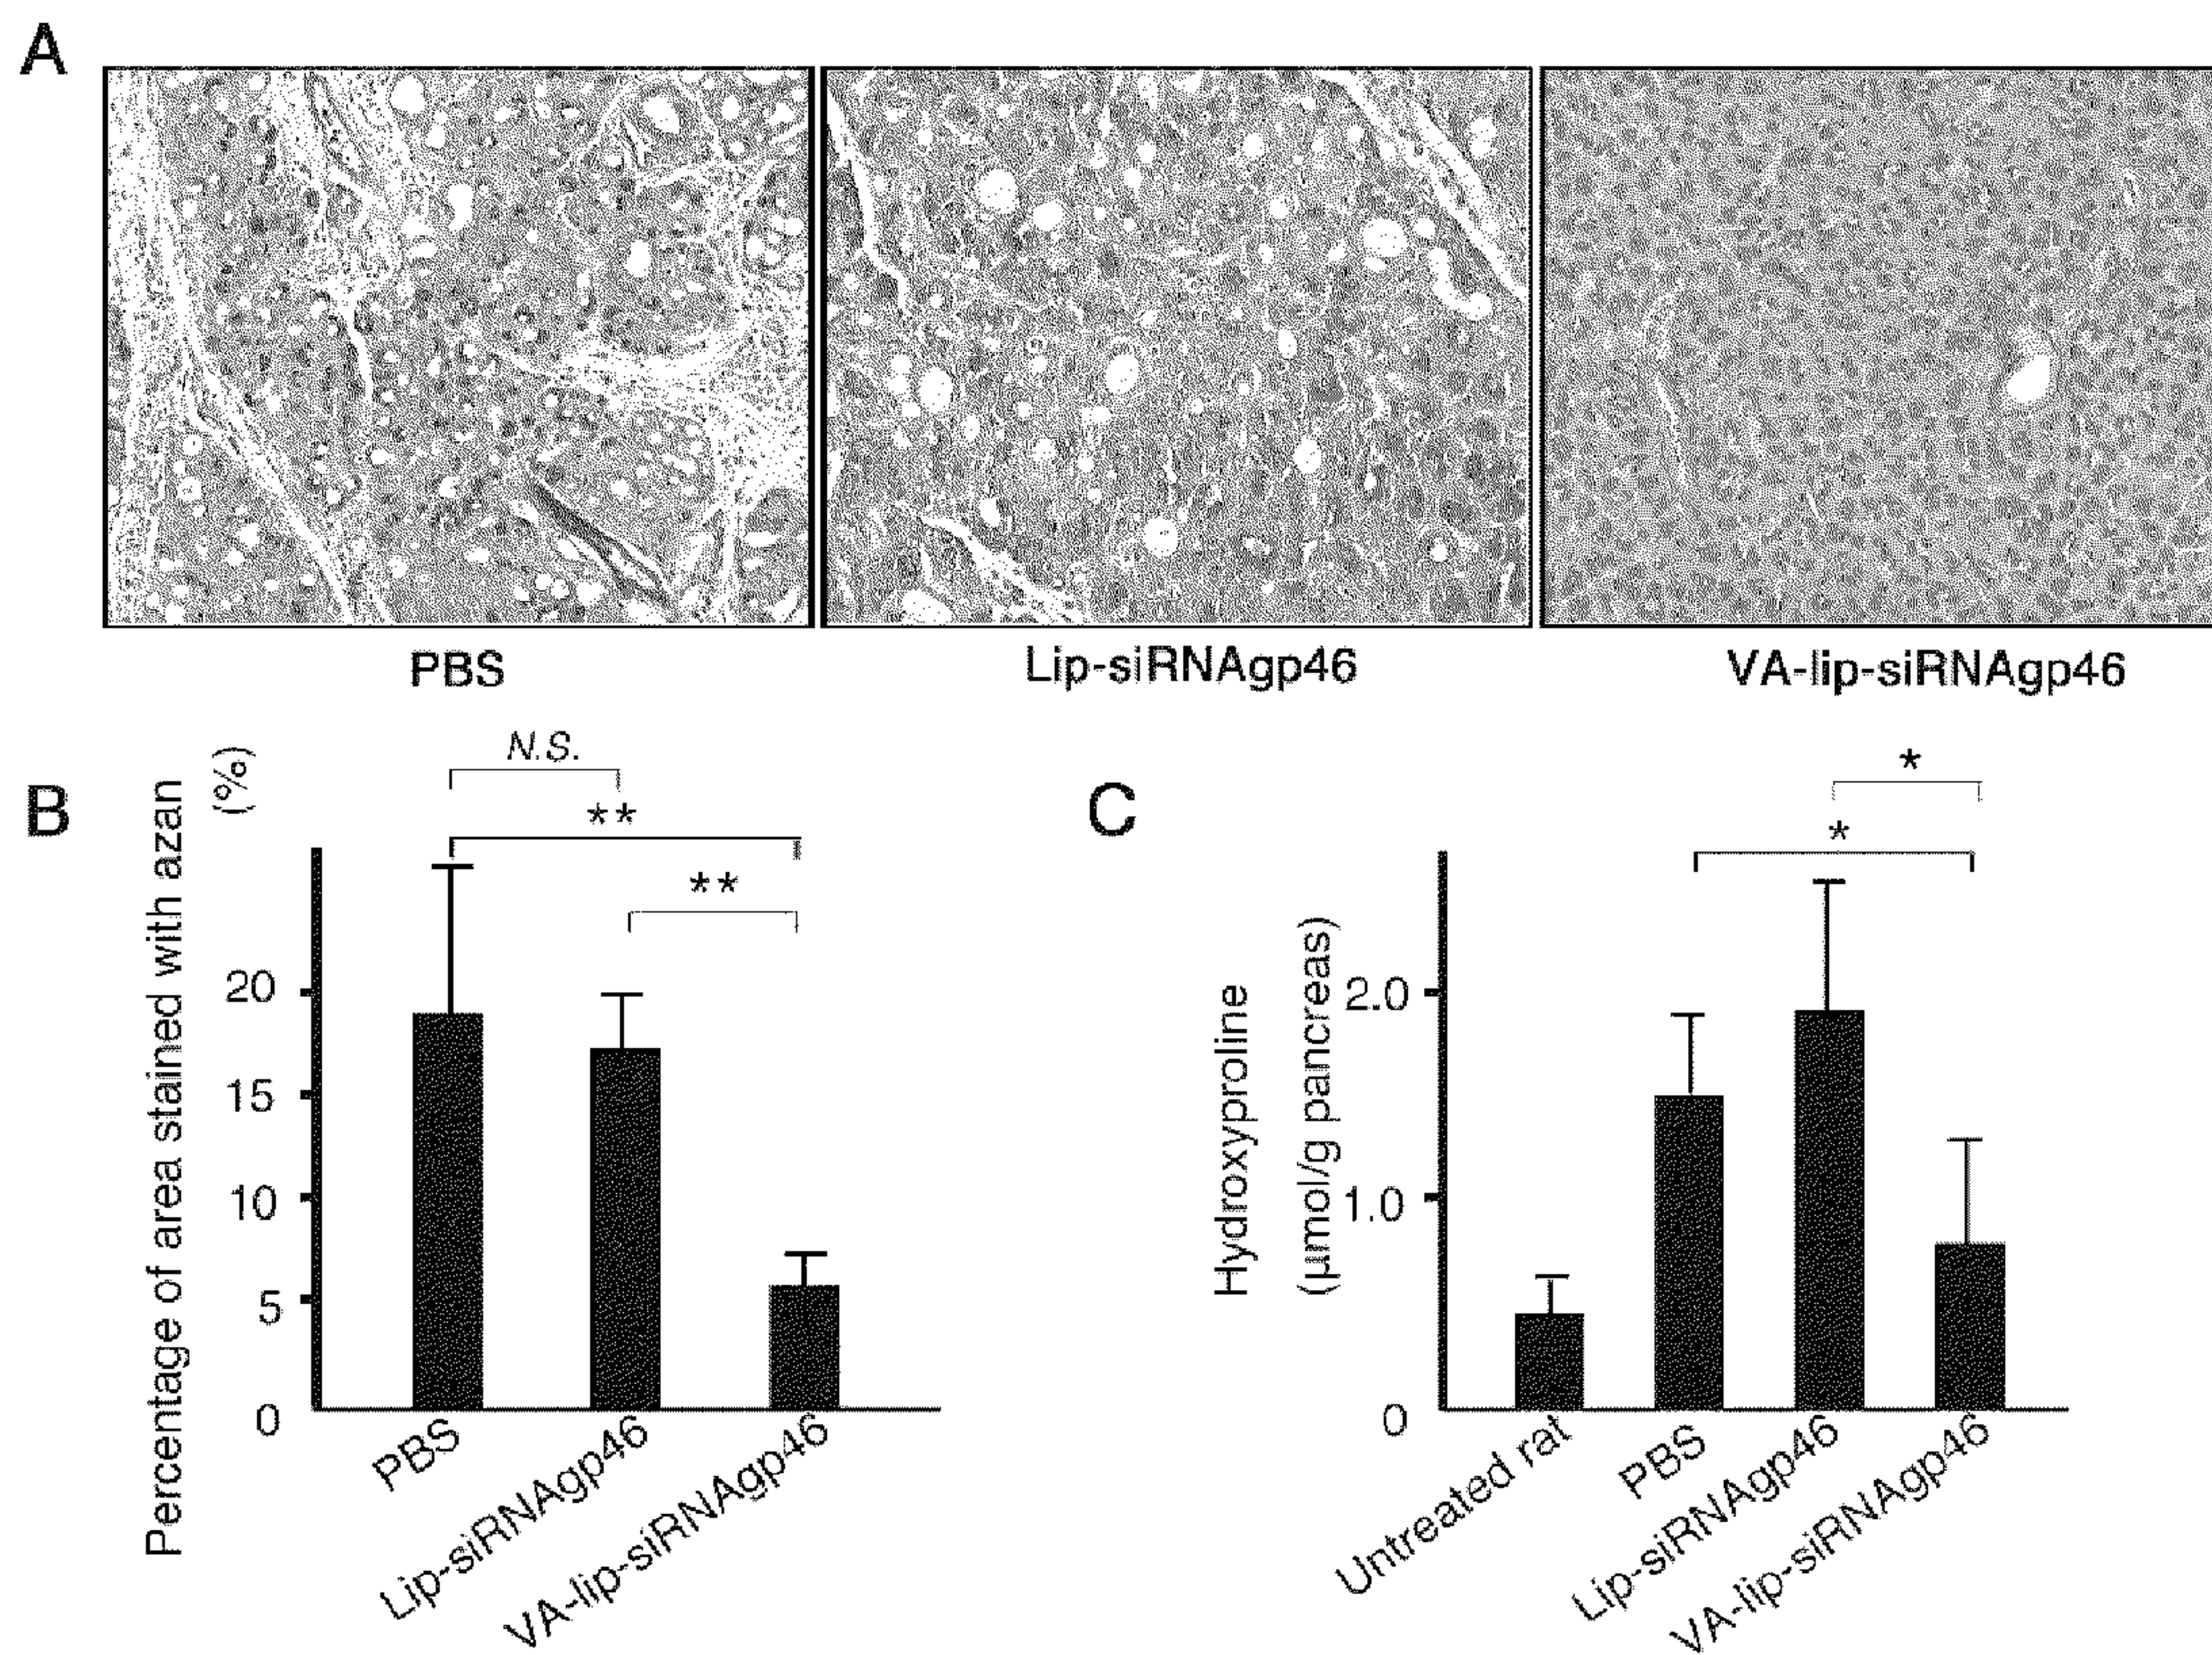 A
PBS
Lip-siRNAgp46
VA-lip-siRNAgp46
B
Percentage of area stained with azan
(%)
N.S.
**
**
20
15
10
5
0
PBS
Lip-siRNAgp46
VA-lip-siRNAgp46
C
Hydroxyproline
(μmol/g pancreas)
*
*
2.0
1.0
0
Untreated rat
PBS
Lip-siRNAgp46
VA-lip-siRNAgp46